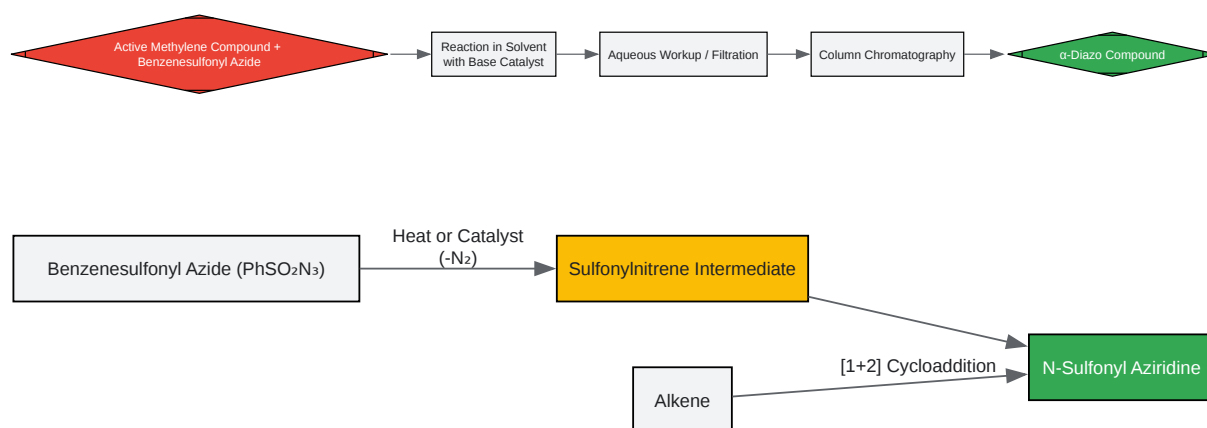 Active Methylene Compound +
Benzenesulfonyl Azide
Reaction in Solvent
with Base Catalyst
Aqueous Workup / Filtration
Column Chromatography
α-Diazo Compound
Benzenesulfonyl Azide (PhSO₂N₃)
Heat or Catalyst
(-N₂)
Sulfonylnitrene Intermediate
Alkene
[1+2] Cycloaddition
N-Sulfonyl Aziridine